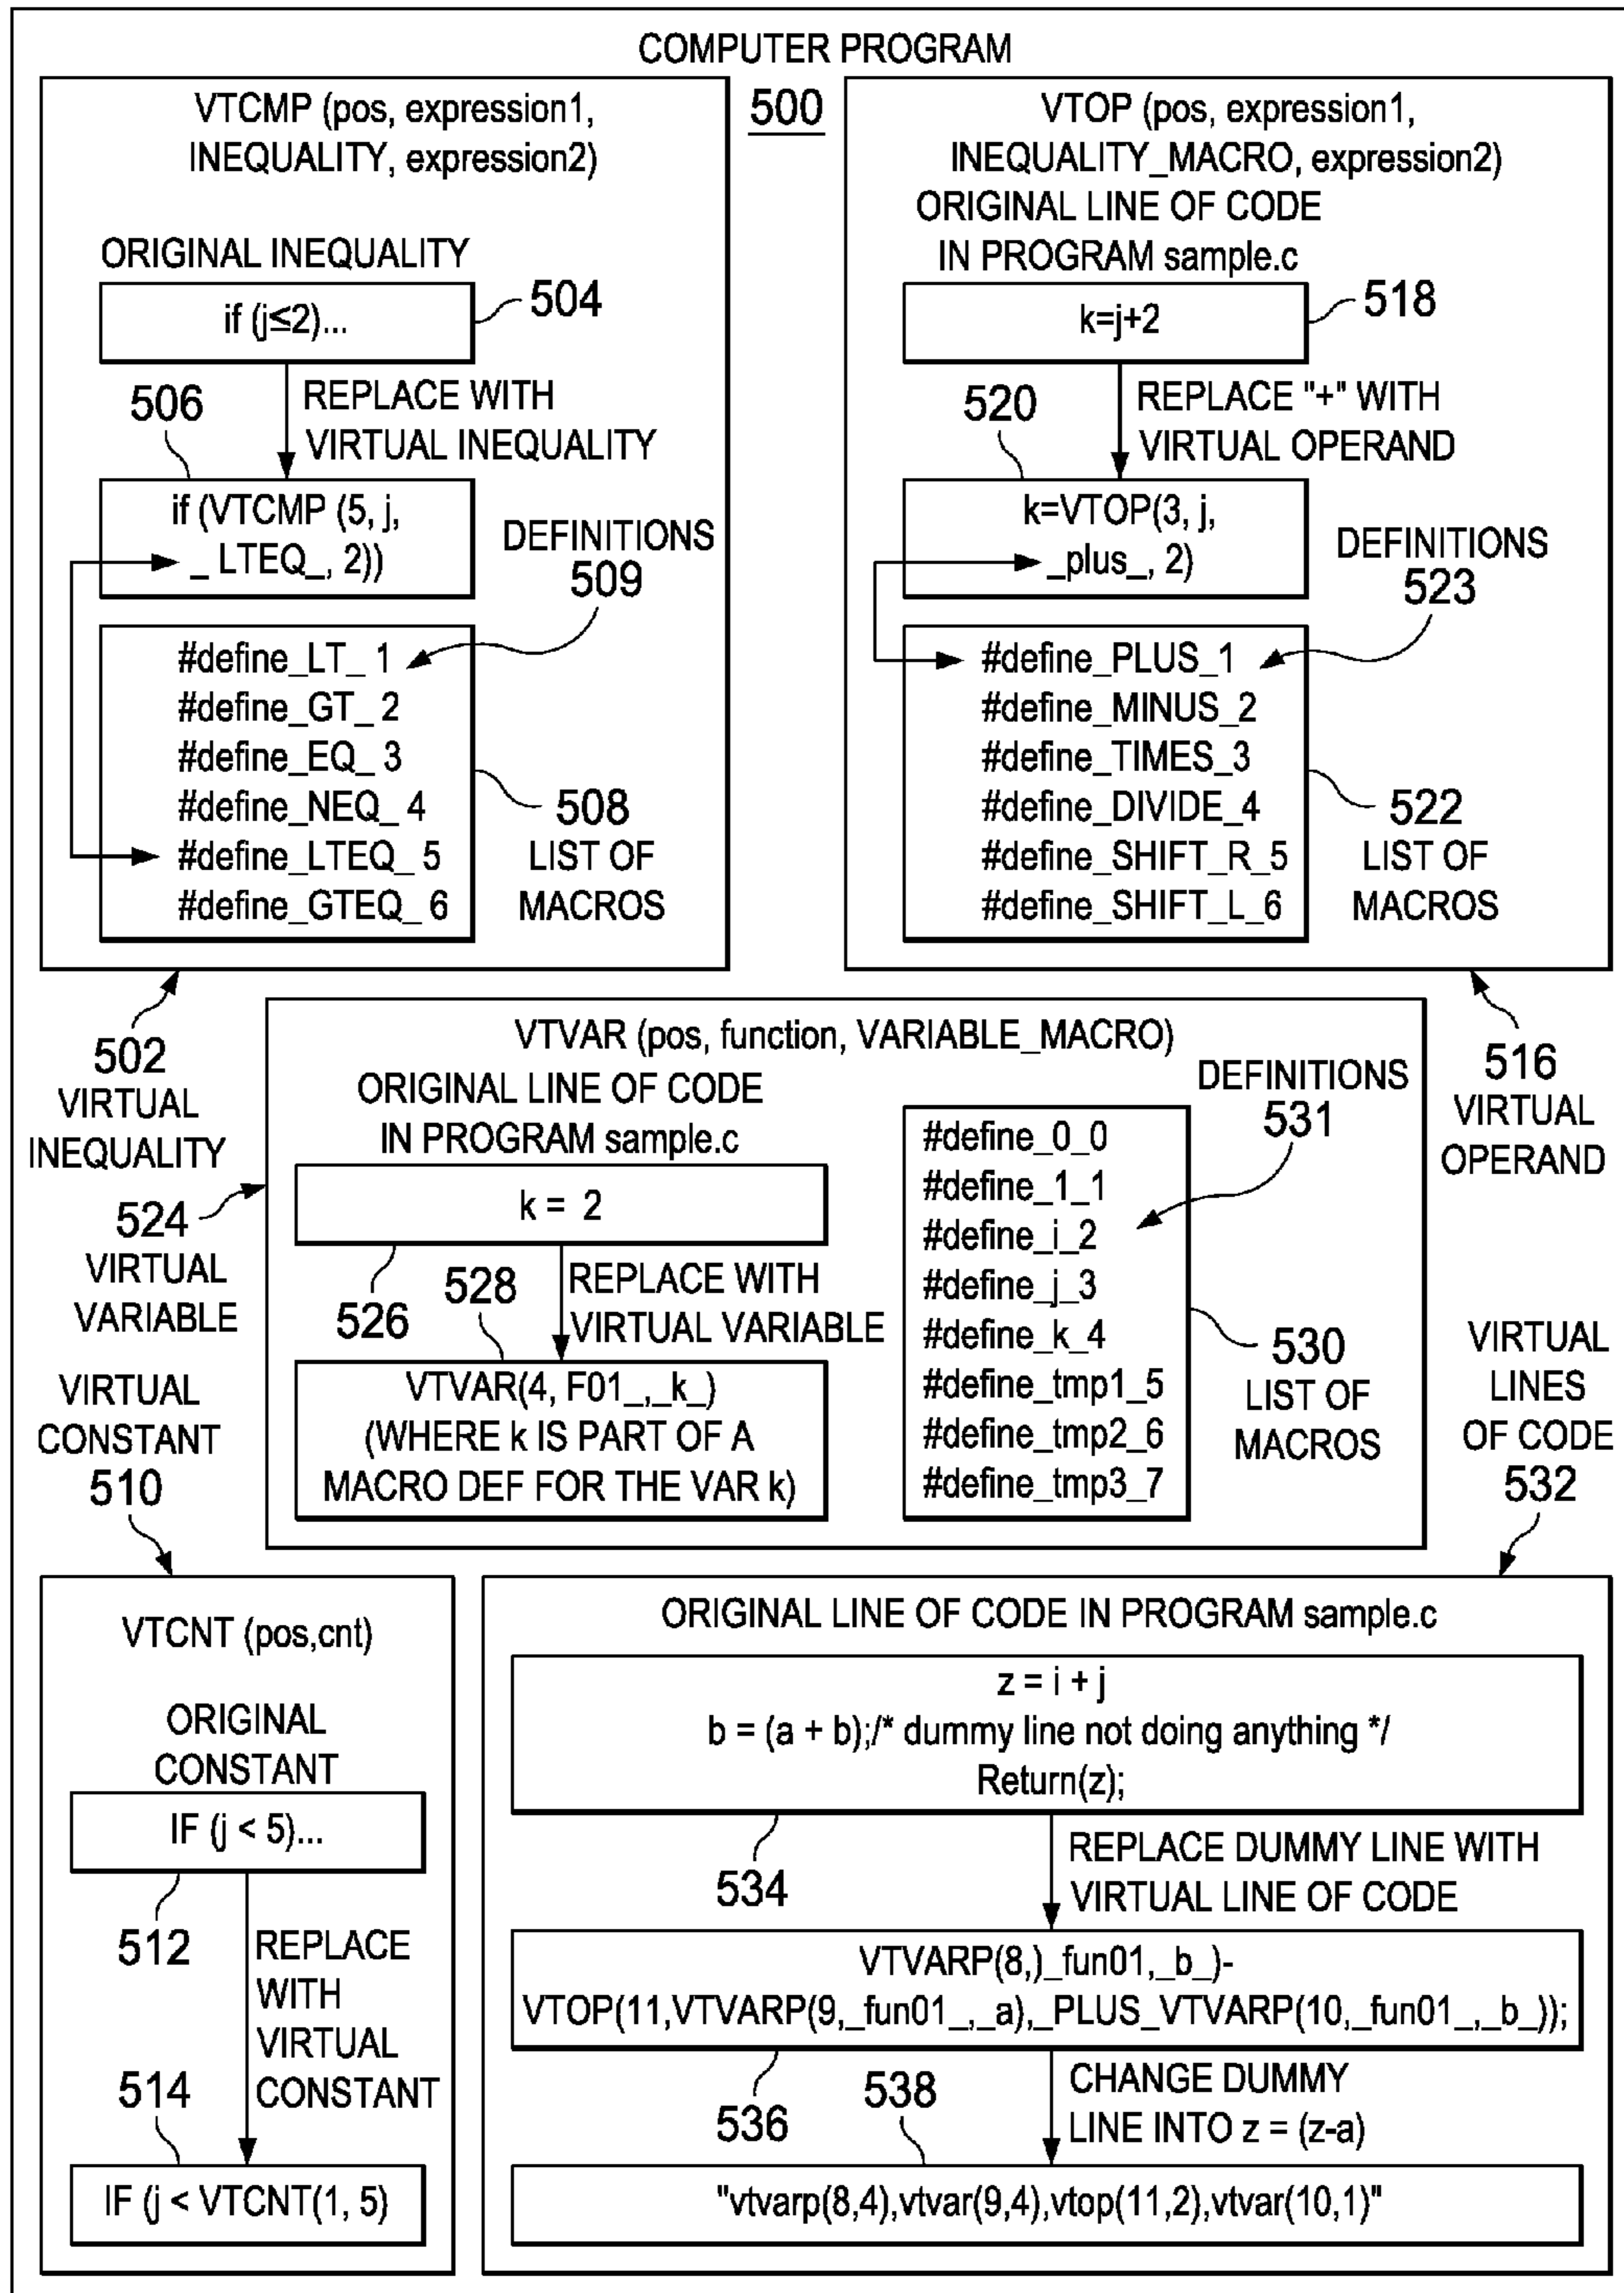 COMPUTER PROGRAM
500
VTCMP (pos, expression1,
INEQUALITY, expression2)
ORIGINAL INEQUALITY
if (j≤2)...
504
REPLACE WITH
VIRTUAL INEQUALITY
506
if (VTCMP (5, j,
_ LTEQ_, 2))
DEFINITIONS
509
#define_LT_ 1
#define_GT_ 2
#define_EQ_ 3
#define_NEQ_ 4
#define_LTEQ_ 5
#define_GTEQ_ 6
508
LIST OF
MACROS
502
VIRTUAL
INEQUALITY
VTOP (pos, expression1,
INEQUALITY_MACRO, expression2)
ORIGINAL LINE OF CODE
IN PROGRAM sample.c
k=j+2
518
520
REPLACE "+" WITH
VIRTUAL OPERAND
k=VTOP(3, j,
_plus_, 2)
DEFINITIONS
523
#define_PLUS_1
#define_MINUS_2
#define_TIMES_3
#define_DIVIDE_4
#define_SHIFT_R_5
#define_SHIFT_L_6
522
LIST OF
MACROS
516
VIRTUAL
OPERAND
VTVAR (pos, function, VARIABLE_MACRO)
ORIGINAL LINE OF CODE
IN PROGRAM sample.c
k = 2
524
VIRTUAL
VARIABLE
526
528
REPLACE WITH
VIRTUAL VARIABLE
VTVAR(4, F01_,_k_)
(WHERE k IS PART OF A
MACRO DEF FOR THE VAR k)
DEFINITIONS
531
#define_0_0
#define_1_1
#define_i_2
#define_j_3
#define_k_4
#define_tmp1_5
#define_tmp2_6
#define_tmp3_7
530
LIST OF
MACROS
VIRTUAL
CONSTANT
510
VTCNT (pos,cnt)
ORIGINAL
CONSTANT
IF (j < 5)...
512
REPLACE
WITH
VIRTUAL
CONSTANT
514
IF (j < VTCNT(1, 5)
VIRTUAL
LINES
OF CODE
532
ORIGINAL LINE OF CODE IN PROGRAM sample.c
z = i + j
b = (a + b);/* dummy line not doing anything */
Return(z);
534
REPLACE DUMMY LINE WITH
VIRTUAL LINE OF CODE
VTVARP(8,)_fun01,_b_)-
VTOP(11,VTVARP(9,_fun01_,_a),_PLUS_VTVARP(10,_fun01_,_b_));
536
538
CHANGE DUMMY
LINE INTO z = (z-a)
"vtvarp(8,4),vtvar(9,4),vtop(11,2),vtvar(10,1)"